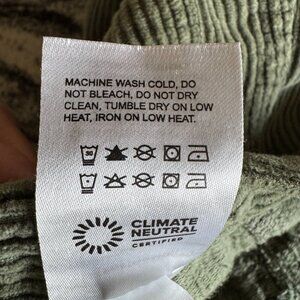 MACHINE WASH COLD, DO
NOT BLEACH, DO NOT DRY
CLEAN, TUMBLE DRY ON LOW
HEAT, IRON ON LOW HEAT.
30
CLIMATE
NEUTRAL
CERTIFIED